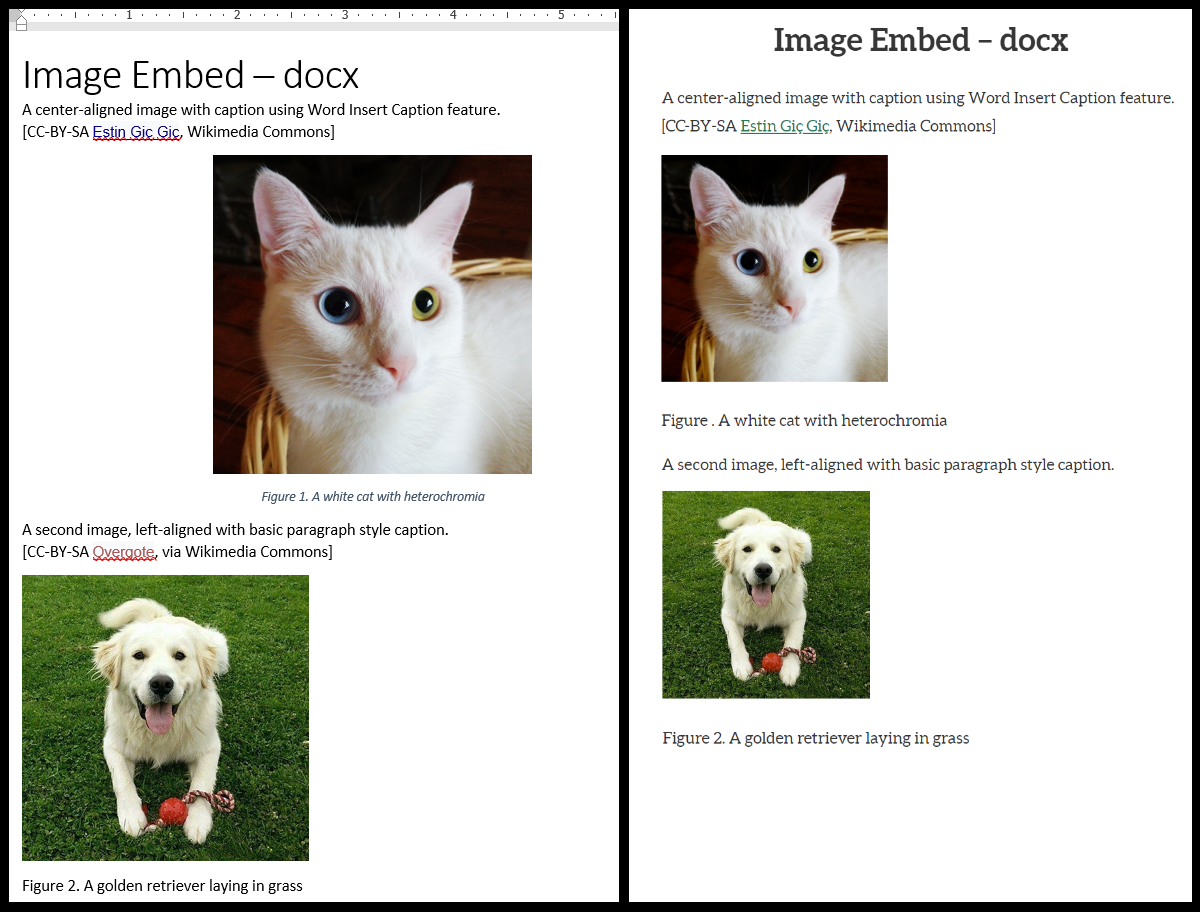 1 2 3 4 5
Image Embed – docx
A center-aligned image with caption using Word Insert Caption feature.
[CC-BY-SA Estin Giç Giç, Wikimedia Commons]
Figure 1. A white cat with heterochromia
A second image, left-aligned with basic paragraph style caption.
[CC-BY-SA Overgote, via Wikimedia Commons]
Figure 2. A golden retriever laying in grass
Image Embed – docx
A center-aligned image with caption using Word Insert Caption feature.
[CC-BY-SA Estin Giç Giç, Wikimedia Commons]
Figure . A white cat with heterochromia
A second image, left-aligned with basic paragraph style caption.
Figure 2. A golden retriever laying in grass